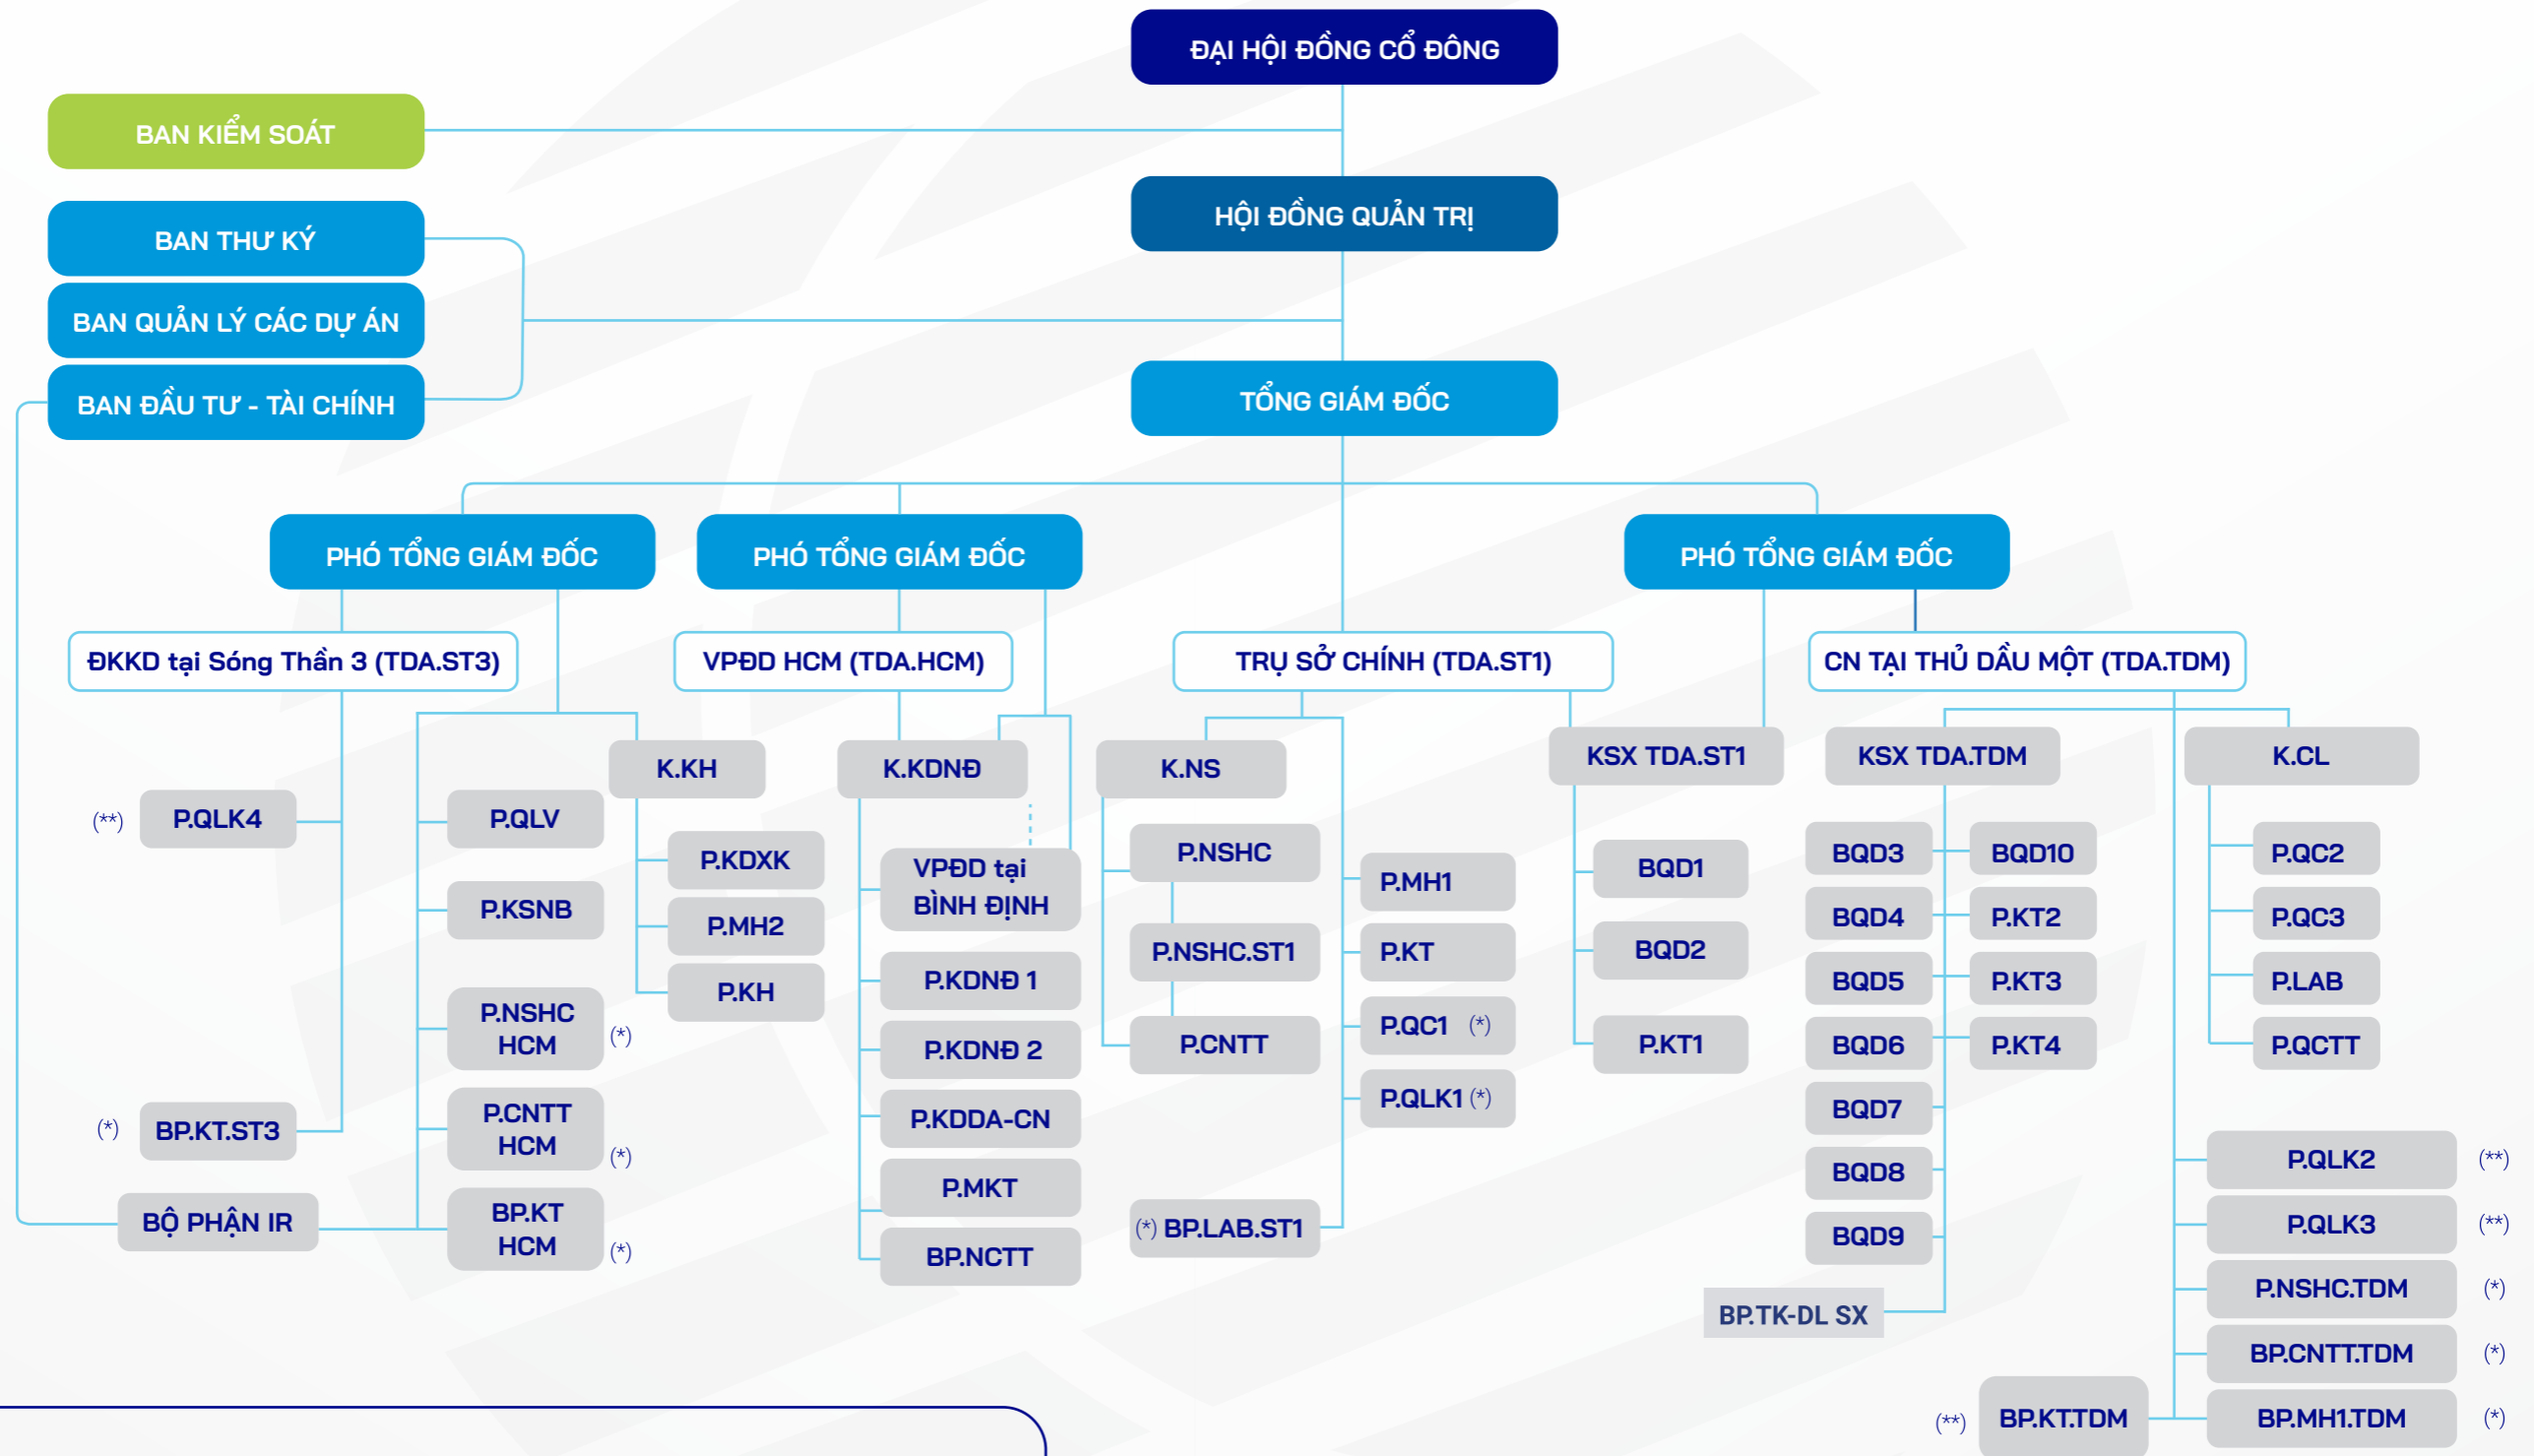 ĐẠI HỘI ĐỒNG CỔ ĐÔNG
BAN KIỂM SOÁT
HỘI ĐỒNG QUẢN TRỊ
BAN THƯ KÝ
BAN QUẢN LÝ CÁC DỰ ÁN
BAN ĐẦU TƯ - TÀI CHÍNH
TỔNG GIÁM ĐỐC
PHÓ TỔNG GIÁM ĐỐC
PHÓ TỔNG GIÁM ĐỐC
PHÓ TỔNG GIÁM ĐỐC
ĐKKD tại Sóng Thần 3 (TDA.ST3)
VPĐD HCM (TDA.HCM)
TRỤ SỞ CHÍNH (TDA.ST1)
CN TẠI THỦ DẦU MỘT (TDA.TDM)
(**) P.QLK4
(*) BP.KT.ST3
BỘ PHẬN IR
P.QLV
P.KSNB
P.NSHC
HCM (*)
P.CNTT
HCM (*)
BP.KT
HCM (*)
K.KH
P.KDXK
P.MH2
P.KH
K.KDNĐ
VPĐD tại
BÌNH ĐỊNH
P.KDNĐ 1
P.KDNĐ 2
P.KDDA-CN
P.MKT
BP.NCTT
K.NS
P.NSHC
P.NSHC.ST1
P.CNTT
P.MH1
P.KT
P.QC1 (*)
P.QLK1 (*)
(*) BP.LAB.ST1
KSX TDA.ST1
BQD1
BQD2
P.KT1
KSX TDA.TDM
BQD3
BQD4
BQD5
BQD6
BQD7
BQD8
BQD9
BQD10
P.KT2
P.KT3
P.KT4
BP.TK-DL SX
K.CL
P.QC2
P.QC3
P.LAB
P.QCTT
P.QLK2 (**)
P.QLK3 (**)
P.NSHC.TDM (*)
BP.CNTT.TDM (*)
BP.MH1.TDM (*)
(**) BP.KT.TDM